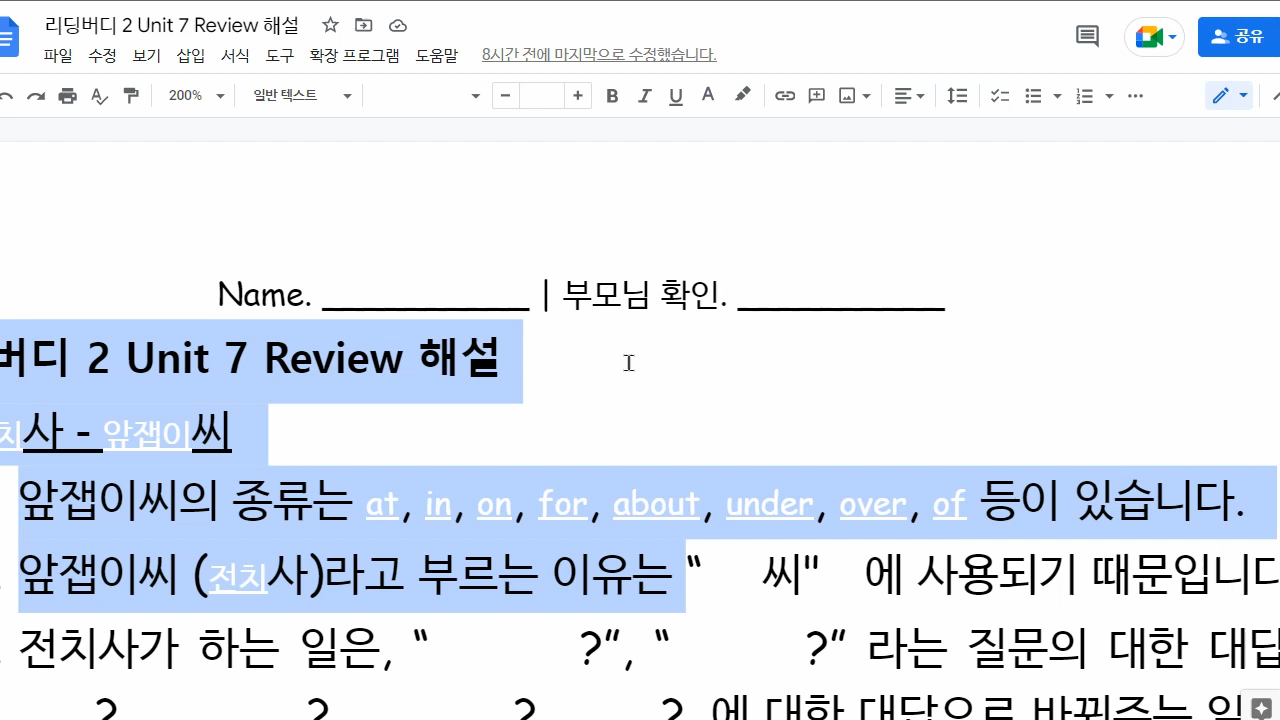 리딩버디 2 Unit 7 Review 해설
파일 수정 보기 삽입 서식 도구 확장 프로그램 도움말 8시간 전에 마지막으로 수정했습니다.
공유
200% 일반 텍스트
Name. ____________ | 부모님 확인. ____________
버디 2 Unit 7 Review 해설
치사 - 앞잽이씨
앞잽이씨의 종류는 at, in, on, for, about, under, over, of 등이 있습니다.
앞잽이씨 (전치사)라고 부르는 이유는 “ 씨" 에 사용되기 때문입니다
전치사가 하는 일은, “ ?”, “ ?” 라는 질문의 대한 대답
? ? ? ? 에 대한 대답으로 바꿔주는 일